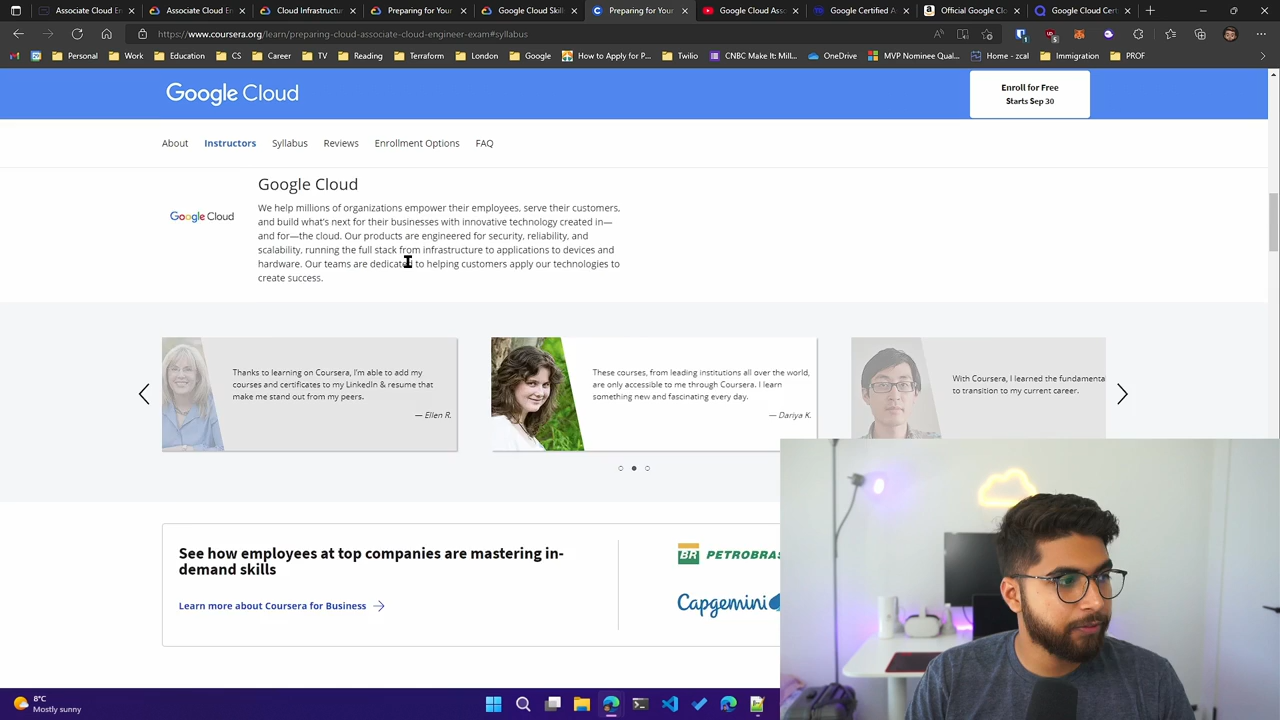 Associate Cloud En
Associate Cloud En
Cloud Infrastructur
Preparing for Your
Google Cloud Skill
Preparing for Your
Google Cloud Asso
Google Certified A
Official Google Clo
Google Cloud Cert
https://www.coursera.org/learn/preparing-cloud-associate-cloud-engineer-exam#syllabus
Personal
Work
Education
CS
Career
TV
Reading
Terraform
London
Google
How to Apply for P...
Twilio
CNBC Make It: Mill...
OneDrive
MVP Nominee Qual...
Home - zcal
Immigration
PROF
Google Cloud
Enroll for Free
Starts Sep 30
About
Instructors
Syllabus
Reviews
Enrollment Options
FAQ
Google Cloud
Google Cloud
We help millions of organizations empower their employees, serve their customers,
and build what's next for their businesses with innovative technology created in—
and for—the cloud. Our products are engineered for security, reliability, and
scalability, running the full stack from infrastructure to applications to devices and
hardware. Our teams are dedicated to helping customers apply our technologies to
create success.
Thanks to learning on Coursera, I'm able to add my
courses and certificates to my LinkedIn & resume that
make me stand out from my peers.
— Ellen R.
These courses, from leading institutions all over the world,
are only accessible to me through Coursera. I learn
something new and fascinating every day.
— Dariya K.
With Coursera, I learned the fundamenta
to transition to my current career.
See how employees at top companies are mastering in-
demand skills
Learn more about Coursera for Business
BR PETROBRAS
Capgemini
8°C
Mostly sunny